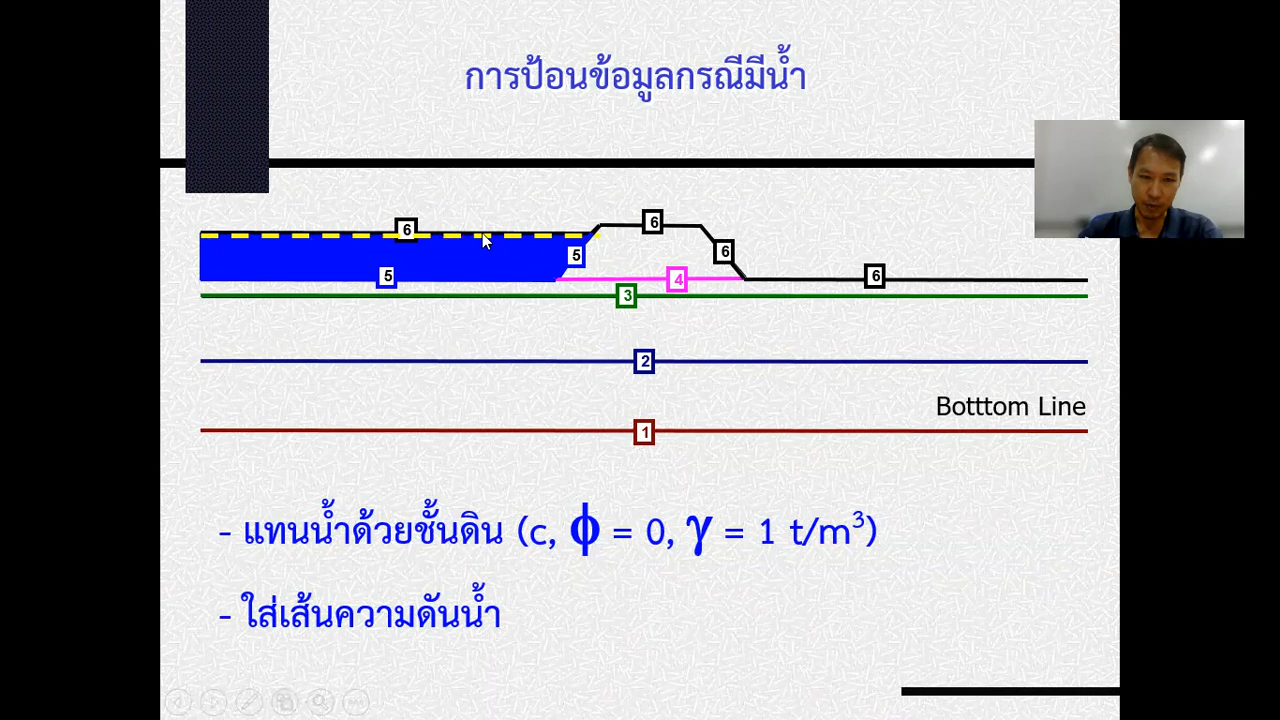 การป้อนข้อมูลกรณีมีน้ำ
6
6
5
6
5
4
6
3
2
Botttom Line
1
- แทนน้ำด้วยชั้นดิน (c, ϕ = 0, γ = 1 t/m³)
- ใส่เส้นความดันน้ำ